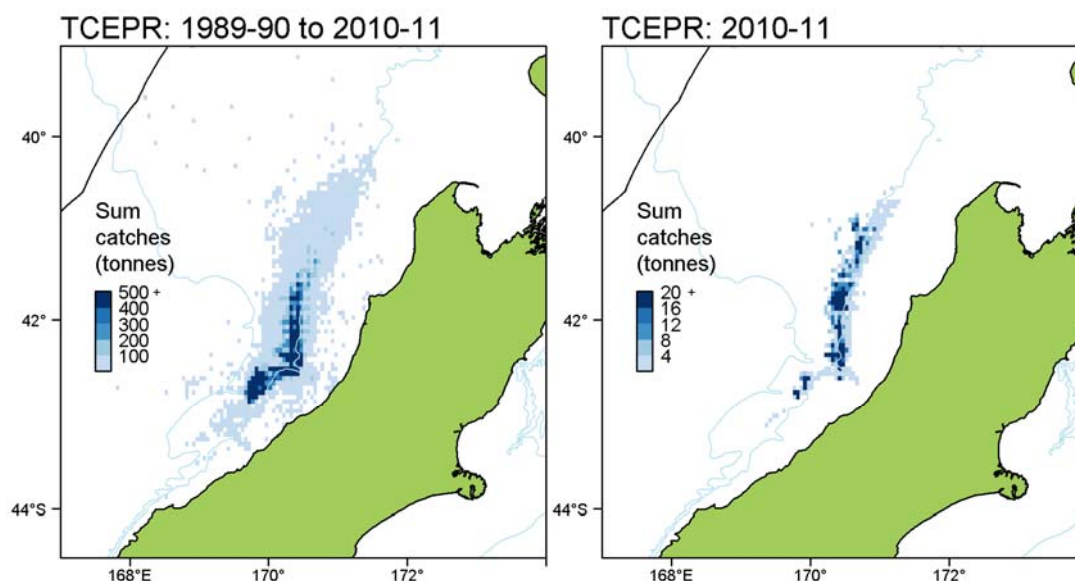 TCEPR: 1989-90 to 2010-11
40°
Sum
catches
(tonnes)
500 +
400
300
200
100
42°
44°S
168°E
170°
172°
TCEPR: 2010-11
40°
Sum
catches
(tonnes)
20 +
16
12
8
4
42°
44°S
168°E
170°
172°